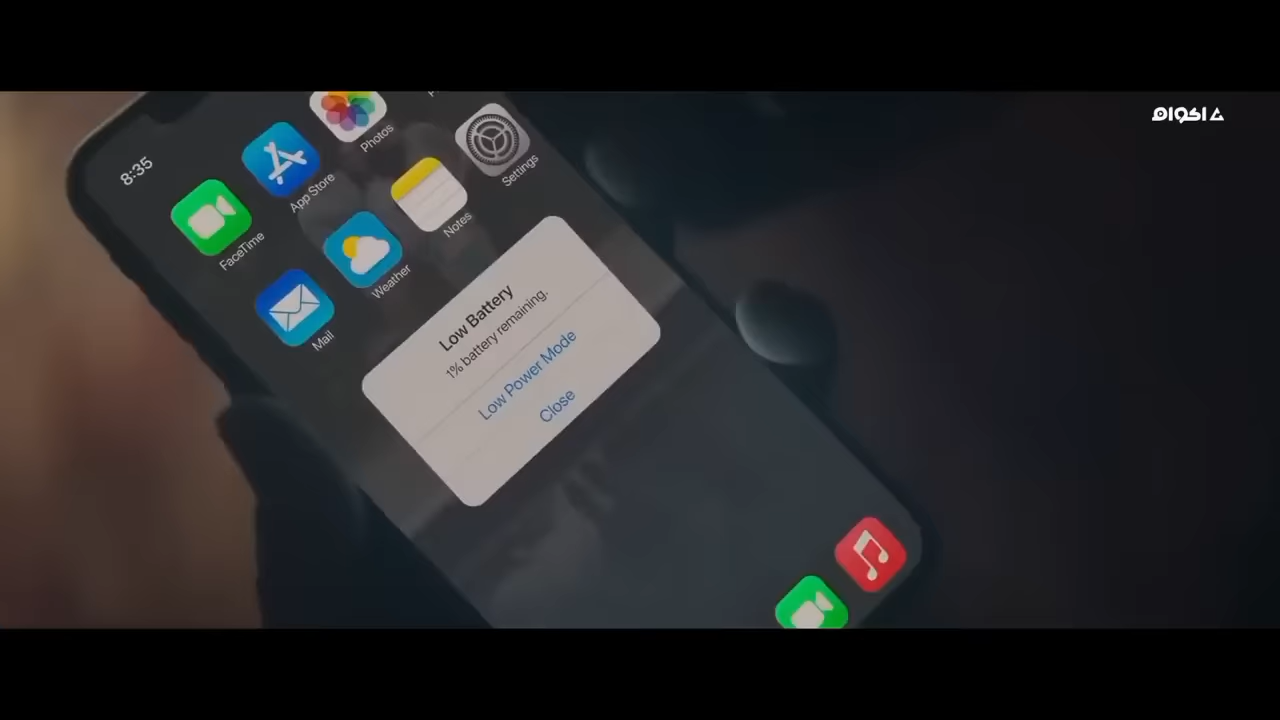 اكوام
8:35
Photos
Settings
App Store
Notes
FaceTime
Weather
Mail
Low Battery
1% battery remaining.
Low Power Mode
Close